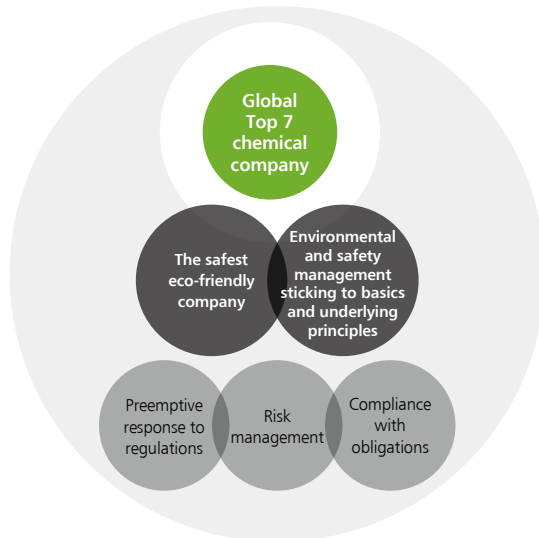 Global
Top 7
chemical
company
The safest
eco-friendly
company
Environmental
and safety
management
sticking to basics
and underlying
principles
Preemptive
response to
regulations
Risk
management
Compliance
with
obligations